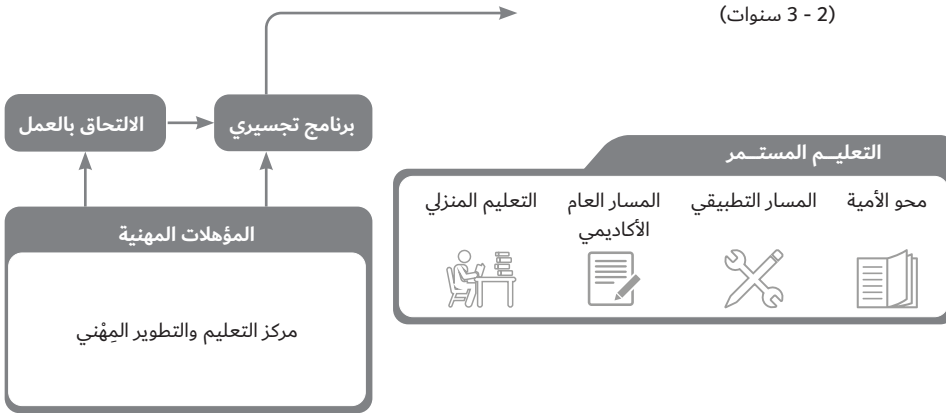 (2 - 3 سنوات)
برنامج تجسيري
الالتحاق بالعمل
التعليــم المستــمر
محو الأمية
المسار التطبيقي
المسار العام
الأكاديمي
التعليم المنزلي
المؤهلات المهنية
مركز التعليم والتطوير المِهْني